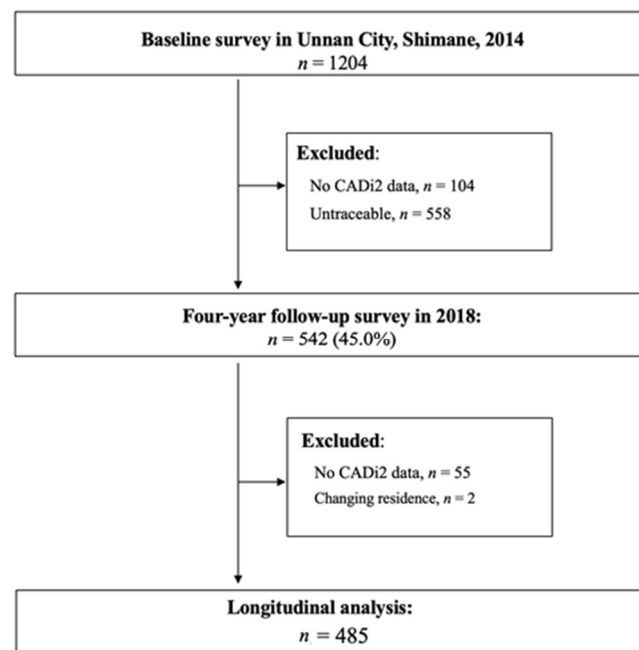 Baseline survey in Unnan City, Shimane, 2014
n = 1204
Excluded:
No CADi2 data, n = 104
Untraceable, n = 558
Four-year follow-up survey in 2018:
n = 542 (45.0%)
Excluded:
No CADi2 data, n = 55
Changing residence, n = 2
Longitudinal analysis:
n = 485